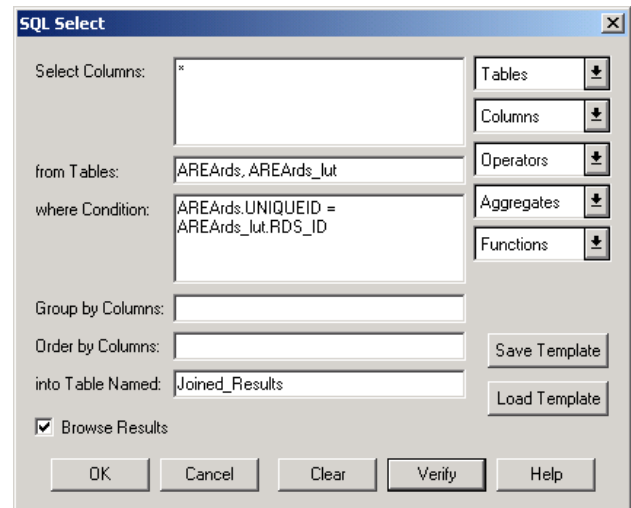 SQL Select
Select Columns:
*
Tables
Columns
from Tables:
AREArds, AREArds_lut
Operators
where Condition:
AREArds.UNIQUEID =
AREArds_lut.RDS_ID
Aggregates
Functions
Group by Columns:
Order by Columns:
Save Template
into Table Named:
Joined_Results
Load Template
Browse Results
OK
Cancel
Clear
Verify
Help